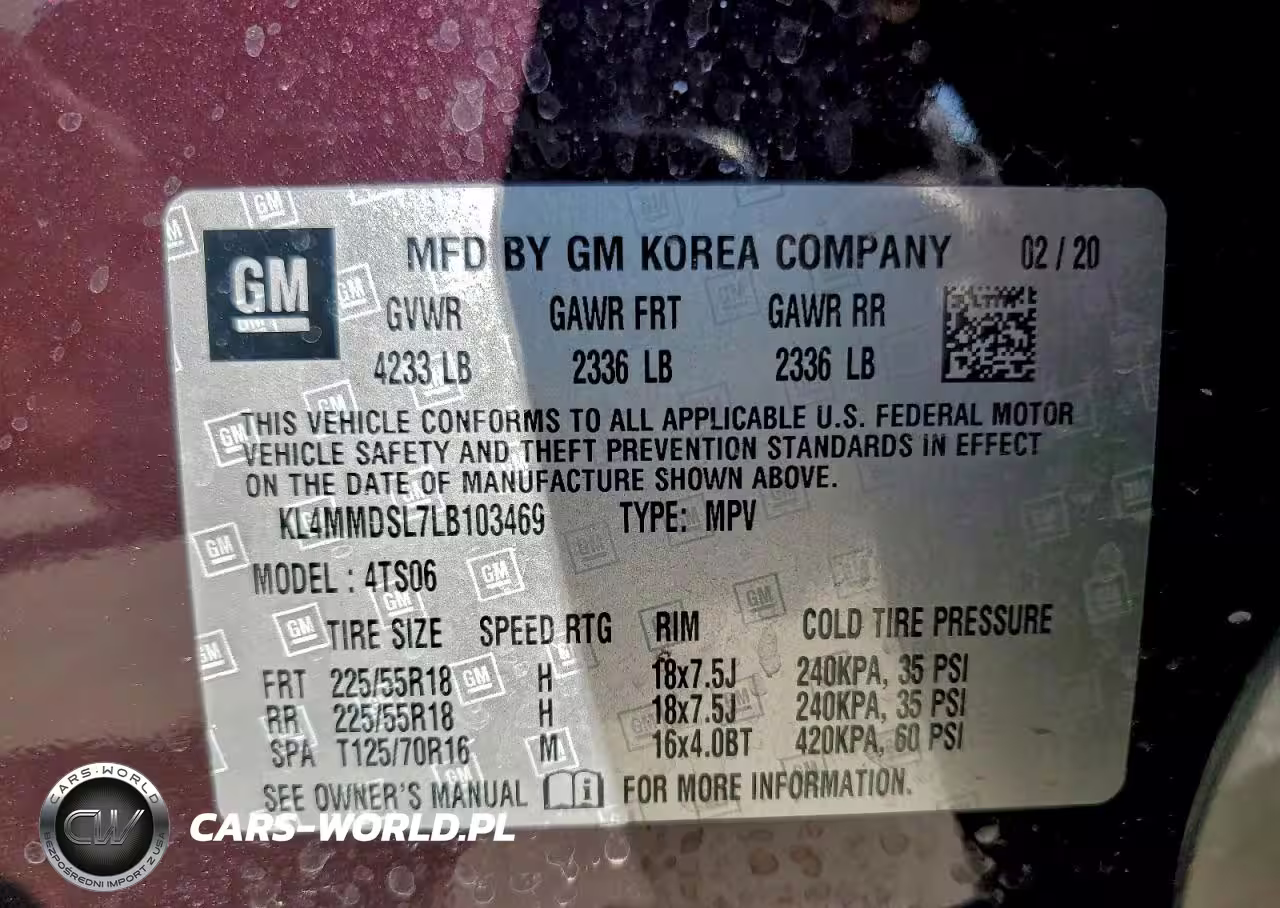 GM
MFD BY GM KOREA COMPANY 02 / 20
GVWR GAWR FRT GAWR RR
4233 LB 2336 LB 2336 LB
THIS VEHICLE CONFORMS TO ALL APPLICABLE U.S. FEDERAL MOTOR
VEHICLE SAFETY AND THEFT PREVENTION STANDARDS IN EFFECT
ON THE DATE OF MANUFACTURE SHOWN ABOVE.
KL4MMDSL7LB103469 TYPE: MPV
MODEL : 4TS06
TIRE SIZE SPEED RTG RIM COLD TIRE PRESSURE
FRT 225/55R18 H 18x7.5J 240KPA, 35 PSI
RR 225/55R18 H 18x7.5J 240KPA, 35 PSI
SPA T125/70R16 M 16x4.0BT 420KPA, 60 PSI
SEE OWNER'S MANUAL i FOR MORE INFORMATION.
CARS-WORLD
CW
BEZPOŚREDNI IMPORT Z USA
CARS-WORLD.PL